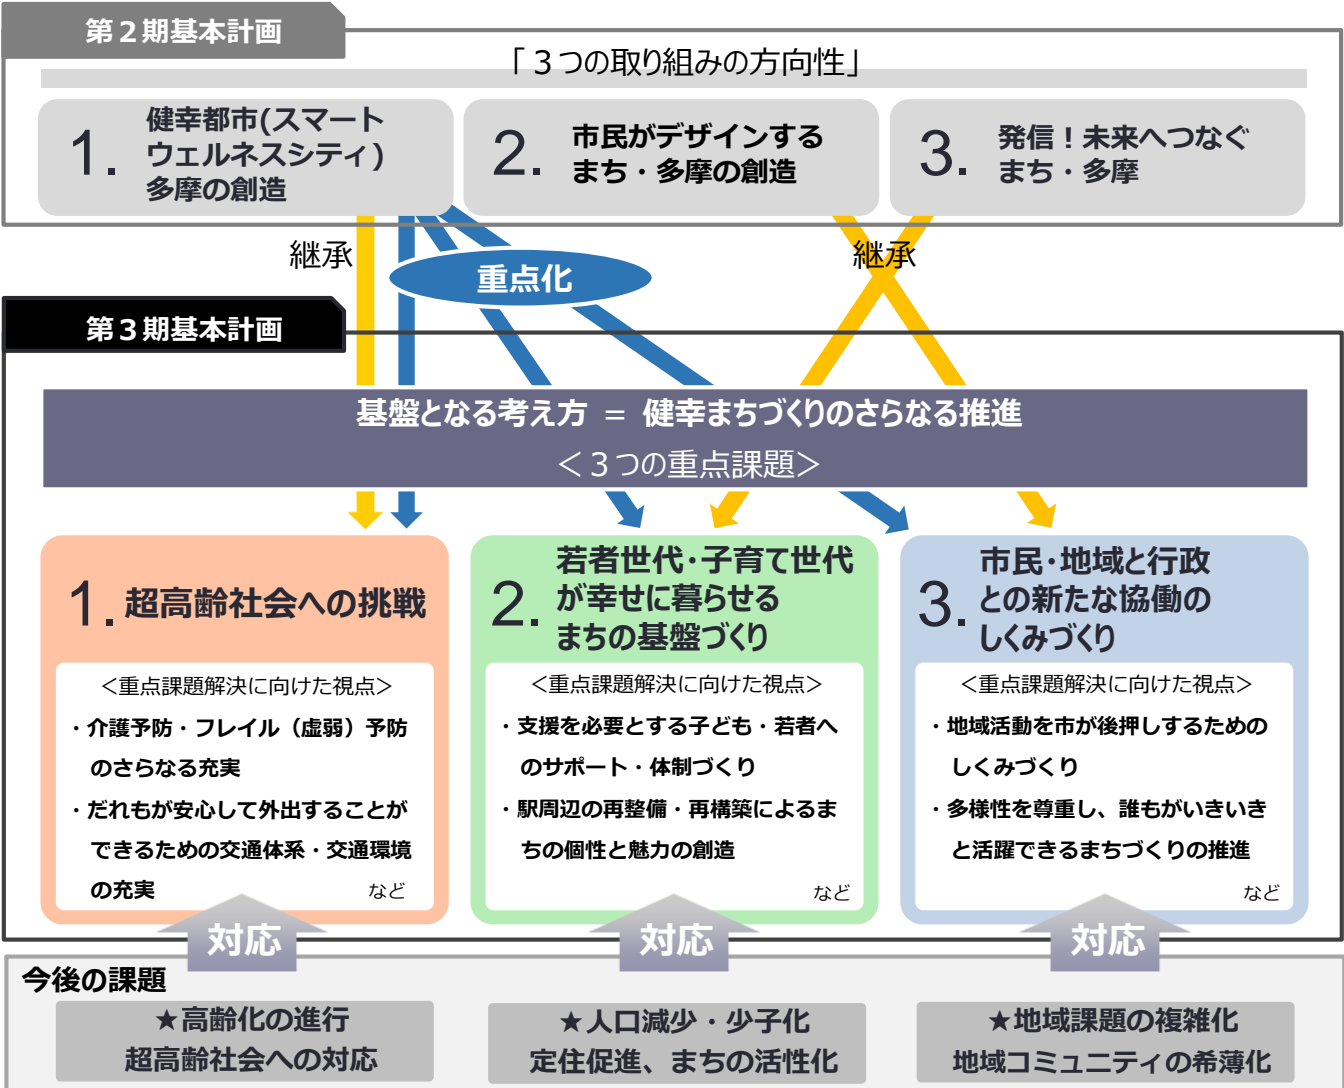 第２期基本計画
「３つの取り組みの方向性」
1.
健幸都市(スマート
ウェルネスシティ)
多摩の創造
2.
市民がデザインする
まち・多摩の創造
3.
発信！未来へつなぐ
まち・多摩
継承
重点化
継承
第３期基本計画
基盤となる考え方 ＝ 健幸まちづくりのさらなる推進
＜３つの重点課題＞
1.
超高齢社会への挑戦
＜重点課題解決に向けた視点＞
・介護予防・フレイル（虚弱）予防
のさらなる充実
・だれもが安心して外出することが
できるための交通体系・交通環境
の充実
など
2.
若者世代・子育て世代
が幸せに暮らせる
まちの基盤づくり
＜重点課題解決に向けた視点＞
・支援を必要とする子ども・若者へ
のサポート・体制づくり
・駅周辺の再整備・再構築によるま
ちの個性と魅力の創造
など
3.
市民・地域と行政
との新たな協働の
しくみづくり
＜重点課題解決に向けた視点＞
・地域活動を市が後押しするための
しくみづくり
・多様性を尊重し、誰もがいきいき
と活躍できるまちづくりの推進
など
対応
対応
対応
今後の課題
★高齢化の進行
超高齢社会への対応
★人口減少・少子化
定住促進、まちの活性化
★地域課題の複雑化
地域コミュニティの希薄化